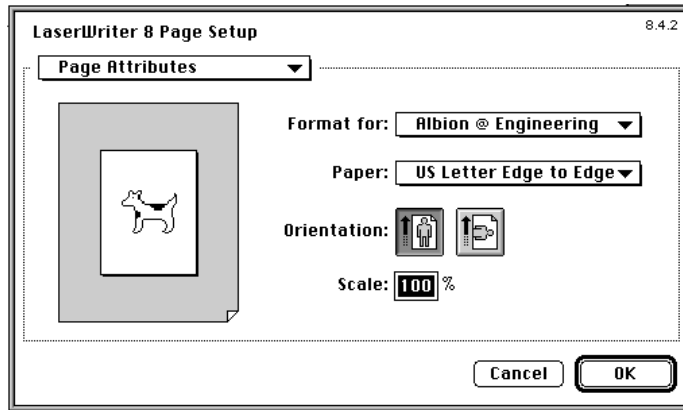 LaserWriter 8 Page Setup
8.4.2
Page Attributes
Format for: Albion @ Engineering
Paper: US Letter Edge to Edge
Orientation:
Scale: 100 %
Cancel OK